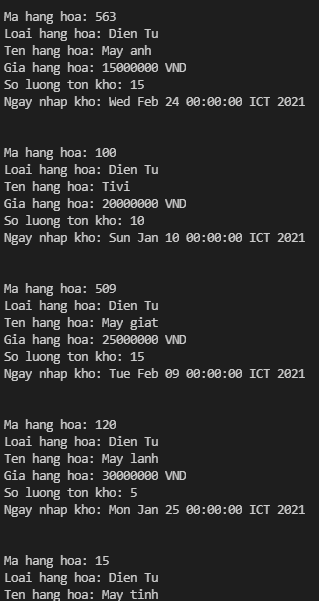 Ma hang hoa: 563
Loai hang hoa: Dien Tu
Ten hang hoa: May anh
Gia hang hoa: 15000000 VND
So luong ton kho: 15
Ngay nhap kho: Wed Feb 24 00:00:00 ICT 2021
Ma hang hoa: 100
Loai hang hoa: Dien Tu
Ten hang hoa: Tivi
Gia hang hoa: 20000000 VND
So luong ton kho: 10
Ngay nhap kho: Sun Jan 10 00:00:00 ICT 2021
Ma hang hoa: 509
Loai hang hoa: Dien Tu
Ten hang hoa: May giat
Gia hang hoa: 25000000 VND
So luong ton kho: 15
Ngay nhap kho: Tue Feb 09 00:00:00 ICT 2021
Ma hang hoa: 120
Loai hang hoa: Dien Tu
Ten hang hoa: May lanh
Gia hang hoa: 30000000 VND
So luong ton kho: 5
Ngay nhap kho: Mon Jan 25 00:00:00 ICT 2021
Ma hang hoa: 15
Loai hang hoa: Dien Tu
Ten hang hoa: May tinh